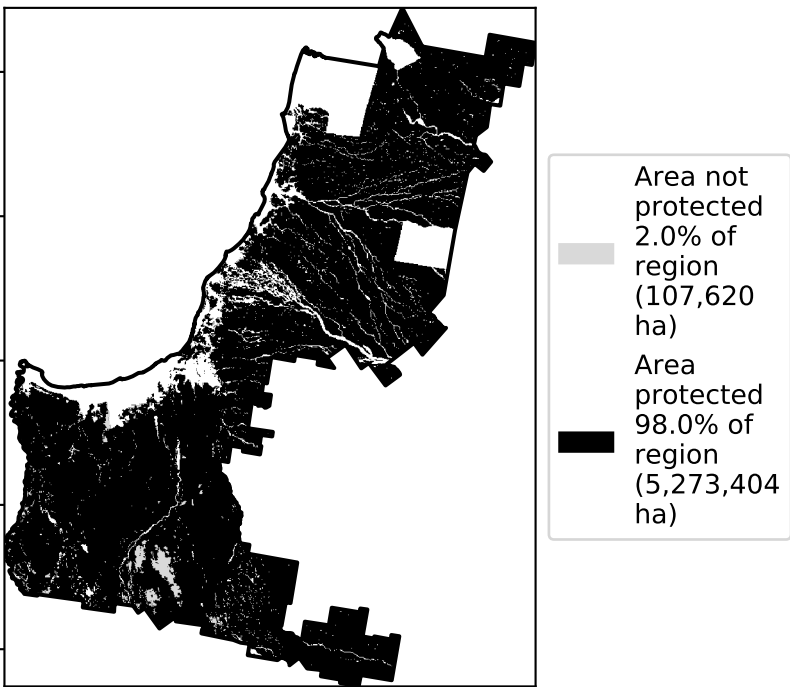 Area not
protected
2.0% of
region
(107,620
ha)
Area
protected
98.0% of
region
(5,273,404
ha)